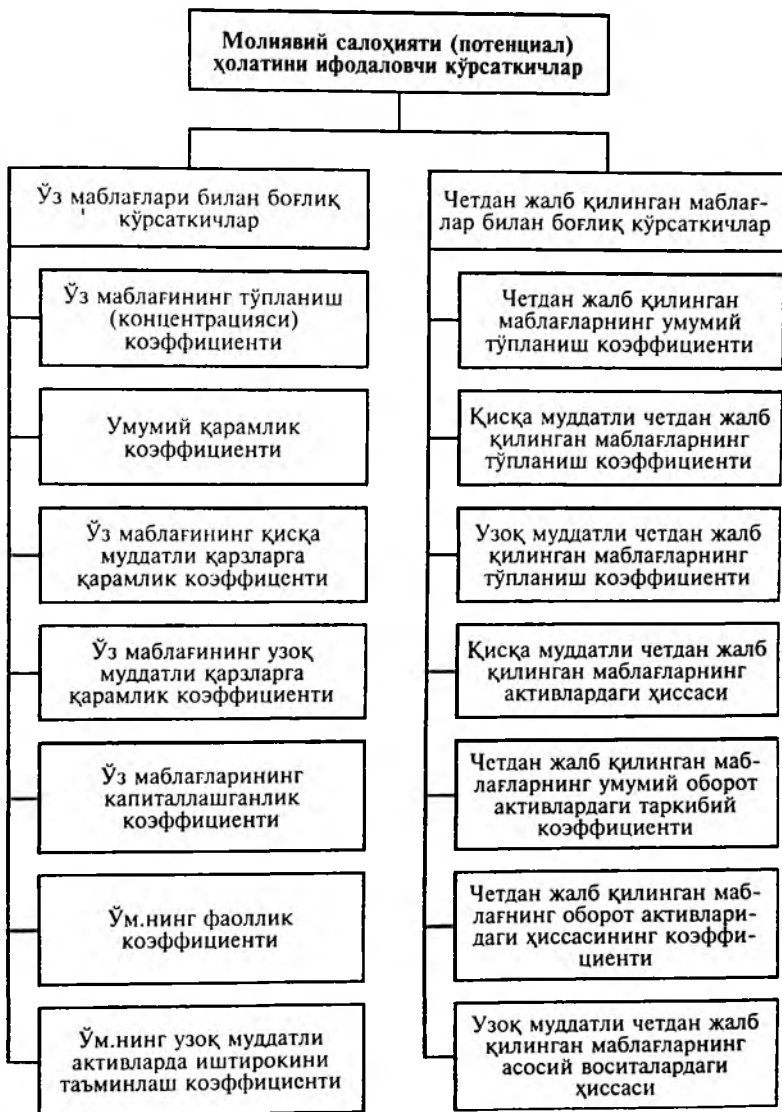 Молиявий салоҳияти (потенциал)
ҳолатини ифодаловчи кўрсаткичлар
Ўз маблағлари билан боғлиқ
кўрсаткичлар
Ўз маблағининг тўпланиш
(концентрацияси)
коэффициенти
Умумий қарамлик
коэффициенти
Ўз маблағининг қисқа
муддатли қарзларга
қарамлик коэффиценти
Ўз маблағининг узоқ
муддатли қарзларга
қарамлик коэффициенти
Ўз маблағларининг
капиталлашганлик
коэффициенти
Ўм.нинг фаоллик
коэффициенти
Ўм.нинг узоқ муддатли
активларда иштирокини
таъминлаш коэффициенти
Четдан жалб қилинган маблағ-
лар билан боғлиқ кўрсаткичлар
Четдан жалб қилинган
маблағларнинг умумий
тўпланиш коэффициенти
Қисқа муддатли четдан жалб
қилинган маблағларнинг
тўпланиш коэффициенти
Узоқ муддатли четдан жалб
қилинган маблағларнинг
тўпланиш коэффициенти
Қисқа муддатли четдан жалб
қилинган маблағларнинг
активлардаги ҳиссаси
Четдан жалб қилинган маб-
лағларнинг умумий оборот
активлардаги таркибий
коэффициенти
Четдан жалб қилинган маб-
лағнинг оборот активлари-
даги ҳиссасининг коэффи-
циенти
Узоқ муддатли четдан жалб
қилинган маблағларнинг
асосий воситалардаги
ҳиссаси